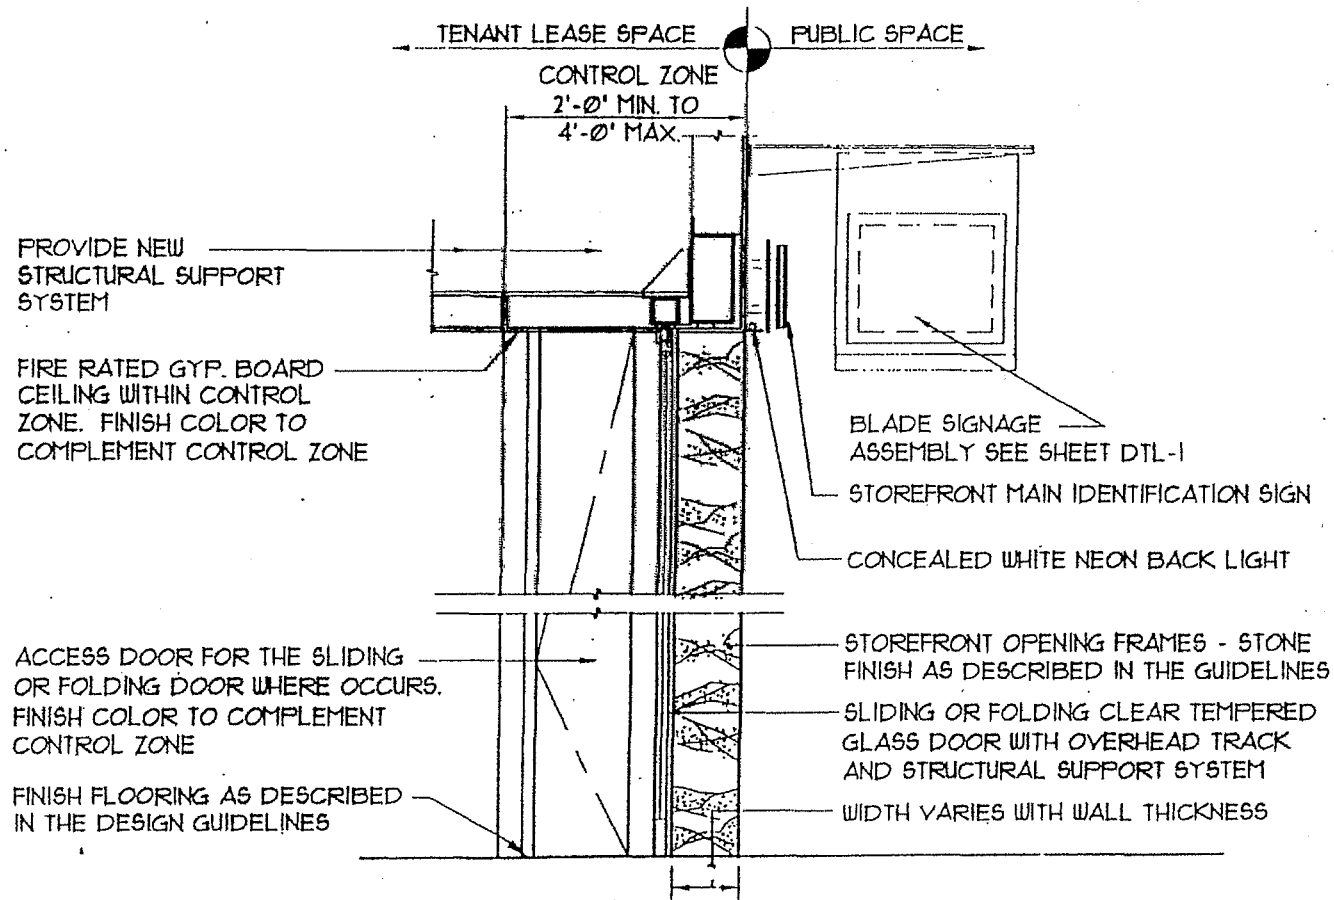 TENANT LEASE SPACE
PUBLIC SPACE
CONTROL ZONE
2'-0" MIN. TO
4'-0" MAX.
PROVIDE NEW
STRUCTURAL SUPPORT
SYSTEM
FIRE RATED GYP. BOARD
CEILING WITHIN CONTROL
ZONE. FINISH COLOR TO
COMPLEMENT CONTROL ZONE
BLADE SIGNAGE
ASSEMBLY SEE SHEET DTL-1
STOREFRONT MAIN IDENTIFICATION SIGN
CONCEALED WHITE NEON BACK LIGHT
ACCESS DOOR FOR THE SLIDING
OR FOLDING DOOR WHERE OCCURS.
FINISH COLOR TO COMPLEMENT
CONTROL ZONE
FINISH FLOORING AS DESCRIBED
IN THE DESIGN GUIDELINES
STOREFRONT OPENING FRAMES - STONE
FINISH AS DESCRIBED IN THE GUIDELINES
SLIDING OR FOLDING CLEAR TEMPERED
GLASS DOOR WITH OVERHEAD TRACK
AND STRUCTURAL SUPPORT SYSTEM
WIDTH VARIES WITH WALL THICKNESS